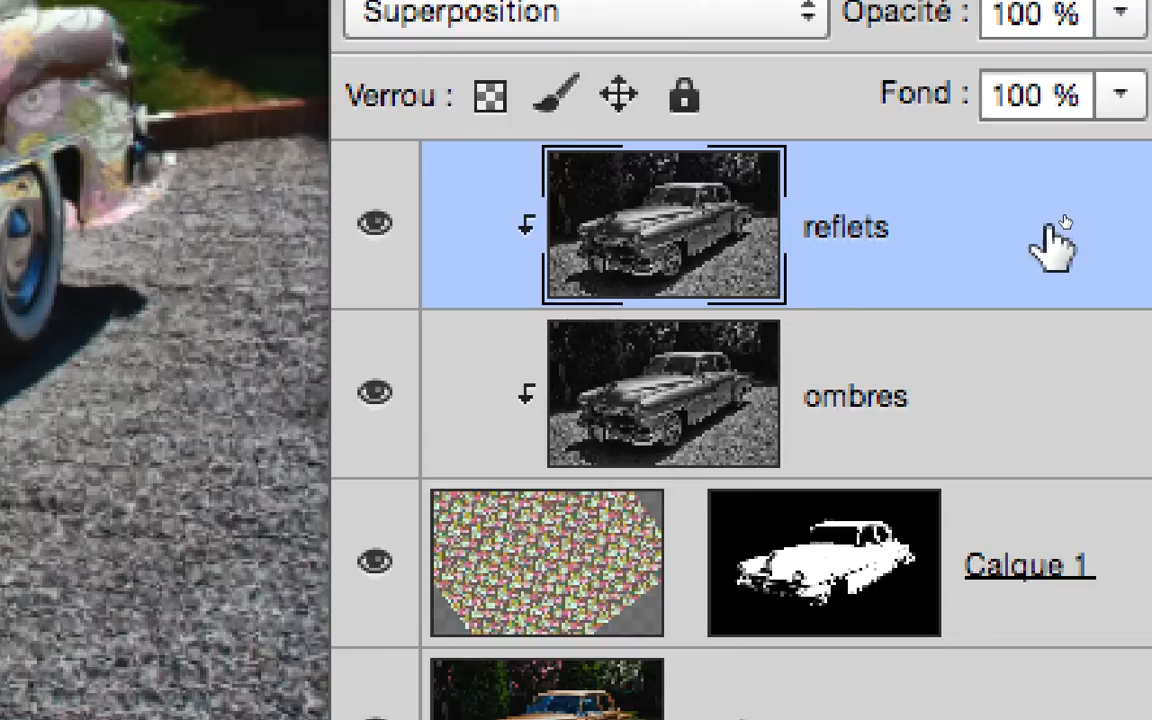 Superposition Opacité : 100 %
Verrou : Fond : 100 %
reflets
ombres
Calque 1